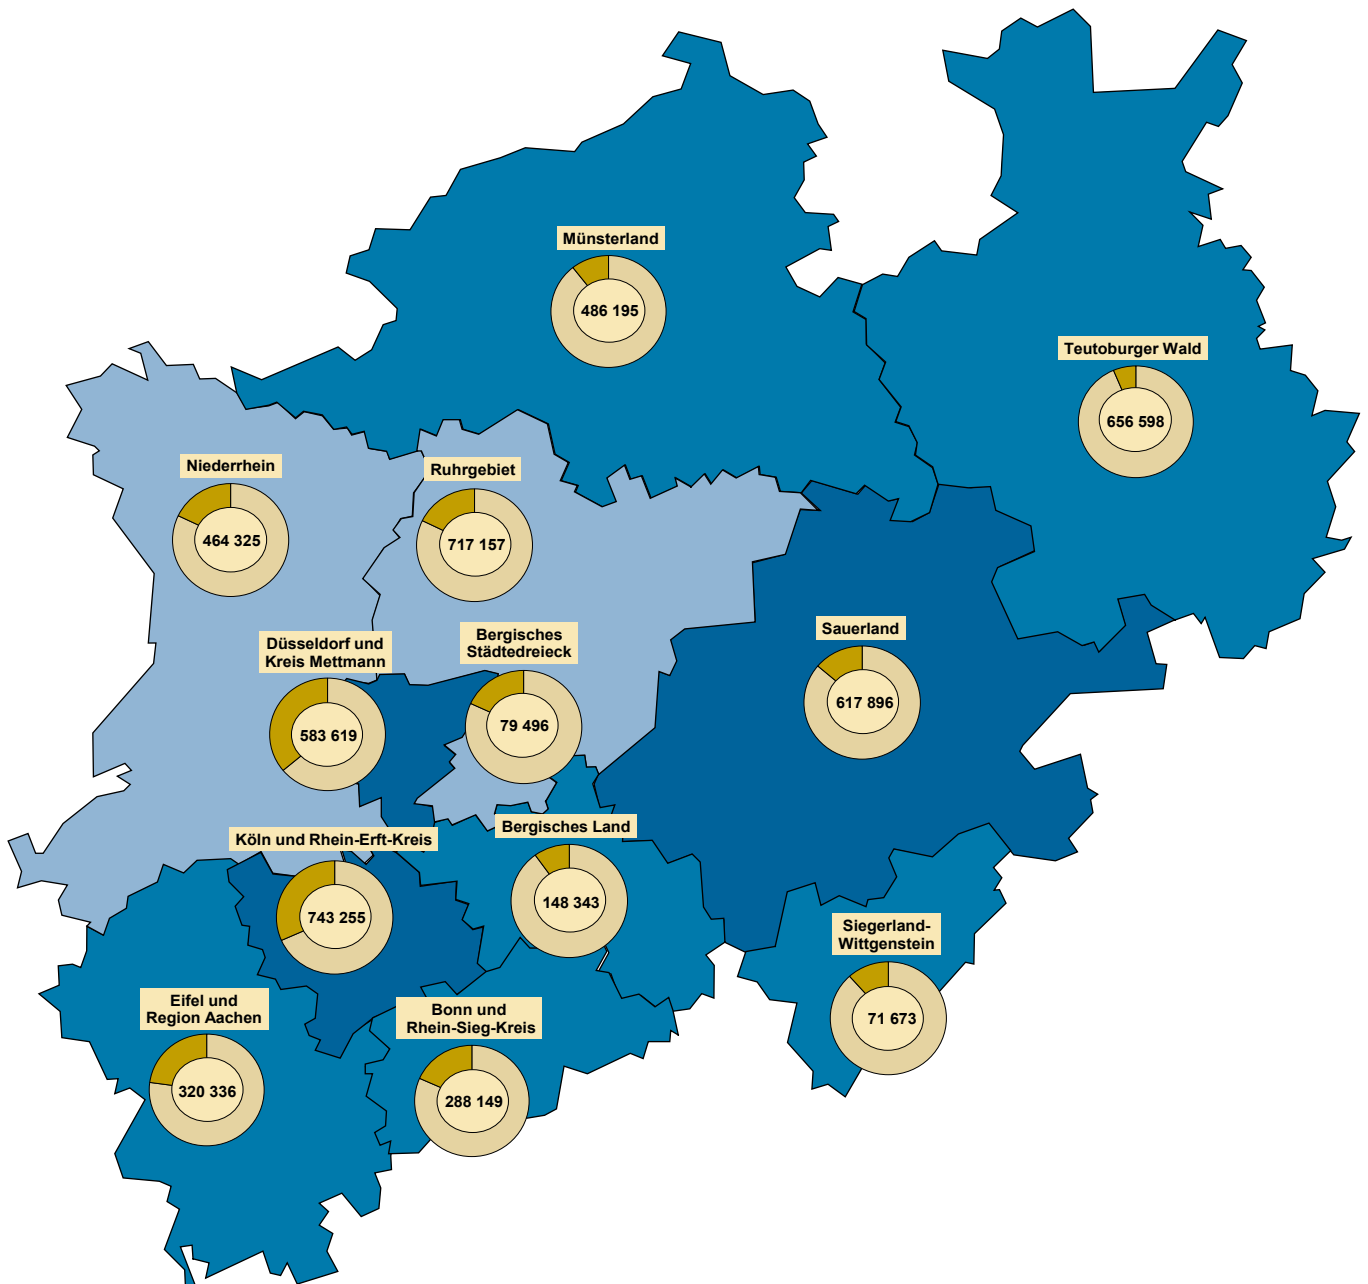 Münsterland
486 195
Teutoburger Wald
656 598
Niederrhein
464 325
Ruhrgebiet
717 157
Düsseldorf und
Kreis Mettmann
583 619
Bergisches
Städtedreieck
79 496
Sauerland
617 896
Köln und Rhein-Erft-Kreis
743 255
Bergisches Land
148 343
Siegerland-
Wittgenstein
71 673
Eifel und
Region Aachen
320 336
Bonn und
Rhein-Sieg-Kreis
288 149